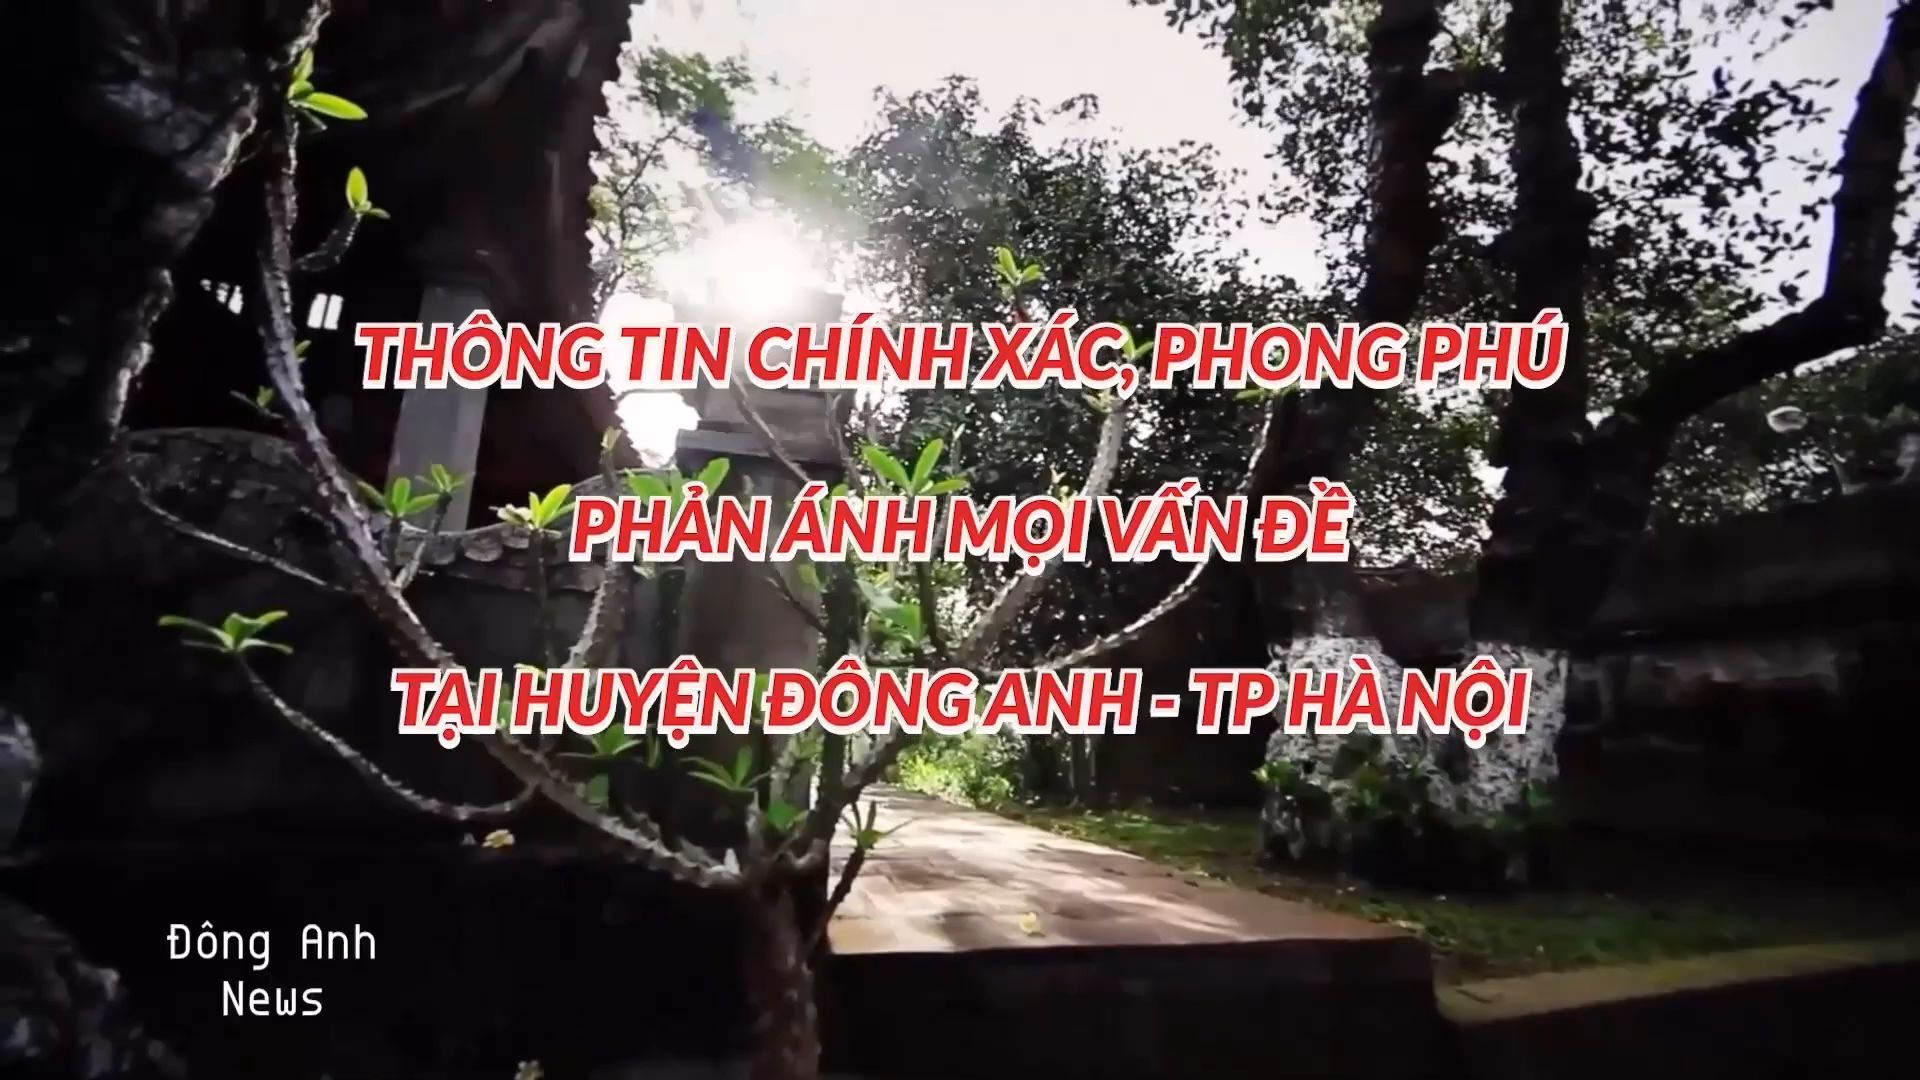 THÔNG TIN CHÍNH XÁC, PHONG PHÚ
PHẢN ÁNH MỌI VẤN ĐỀ
TẠI HUYỆN ĐÔNG ANH - TP HÀ NỘI
Đông Anh
News